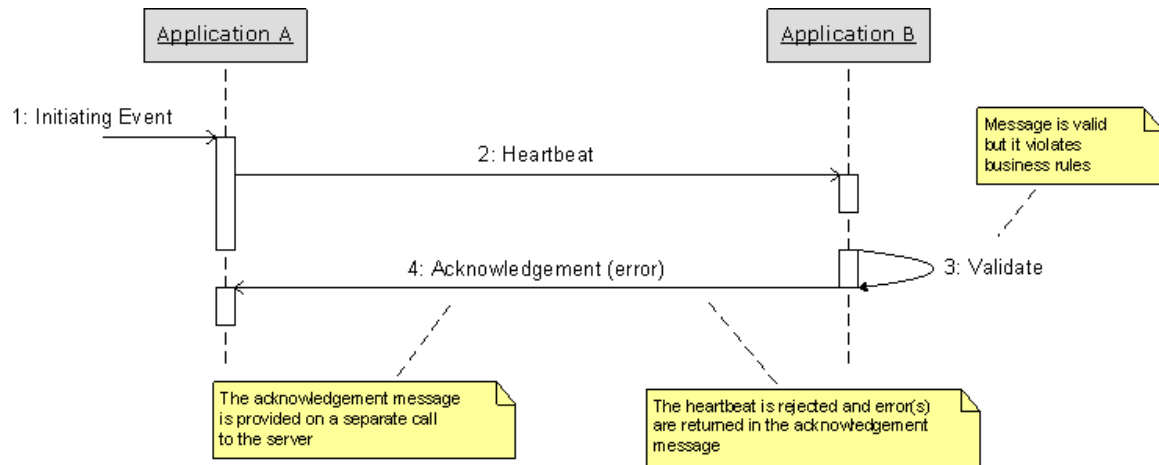 Application A
Application B
1: Initiating Event
Message is valid
but it violates
business rules
2: Heartbeat
4: Acknowledgement (error)
3: Validate
The acknowledgement message
is provided on a separate call
to the server
The heartbeat is rejected and error(s)
are returned in the acknowledgement
message